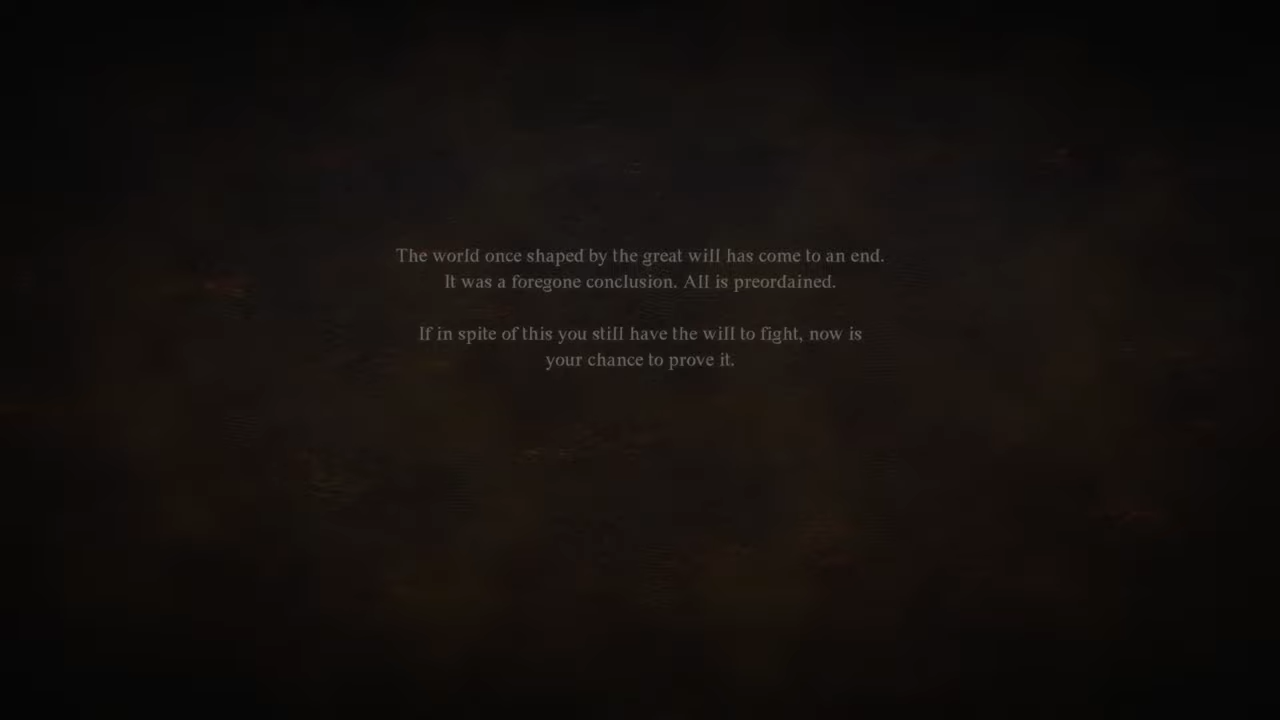 The world once shaped by the great will has come to an end.
It was a foregone conclusion. All is preordained.
If in spite of this you still have the will to fight, now is
your chance to prove it.